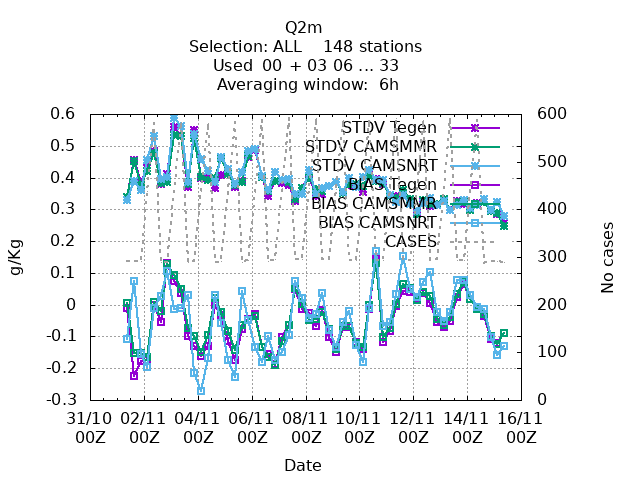 Q2m
Selection: ALL    148 stations
Used  00 + 03 06 ... 33
Averaging window:  6h
0.6
0.5
0.4
0.3
0.2
0.1
0
-0.1
-0.2
-0.3
g/Kg
600
500
400
300
200
100
0
No cases
STDV Tegen
STDV CAMSMMR
STDV CAMSNRT
BIAS Tegen
BIAS CAMSMMR
BIAS CAMSNRT
CASES
31/10 02/11 04/11 06/11 08/11 10/11 12/11 14/11 16/11
00Z 00Z 00Z 00Z 00Z 00Z 00Z 00Z 00Z
Date